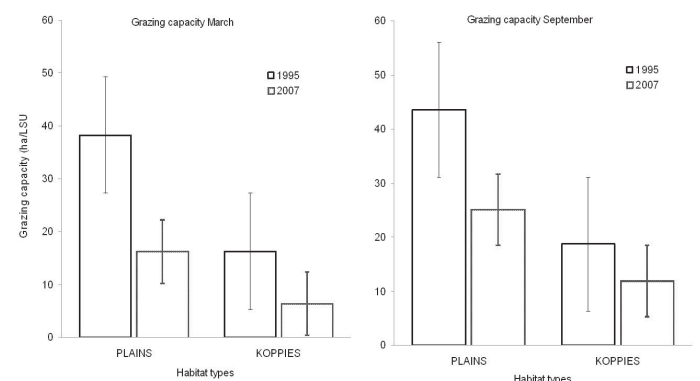 Grazing capacity March
60
50
40
30
20
10
0
Grazing capacity (ha/LSU
1995
2007
PLAINS
KOPPIES
Habitat types
Grazing capacity September
60
50
40
30
20
10
0
1995
2007
PLAINS
KOPPIES
Habitat types